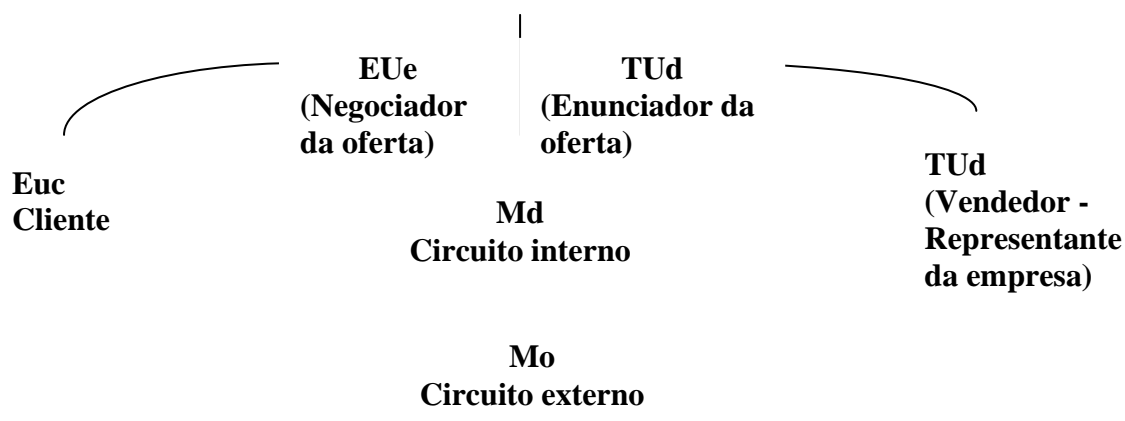 EUe
(Negociador
da oferta)
TUd
(Enunciador da
oferta)
Euc
Cliente
TUd
(Vendedor -
Representante
da empresa)
Md
Circuito interno
Mo
Circuito externo